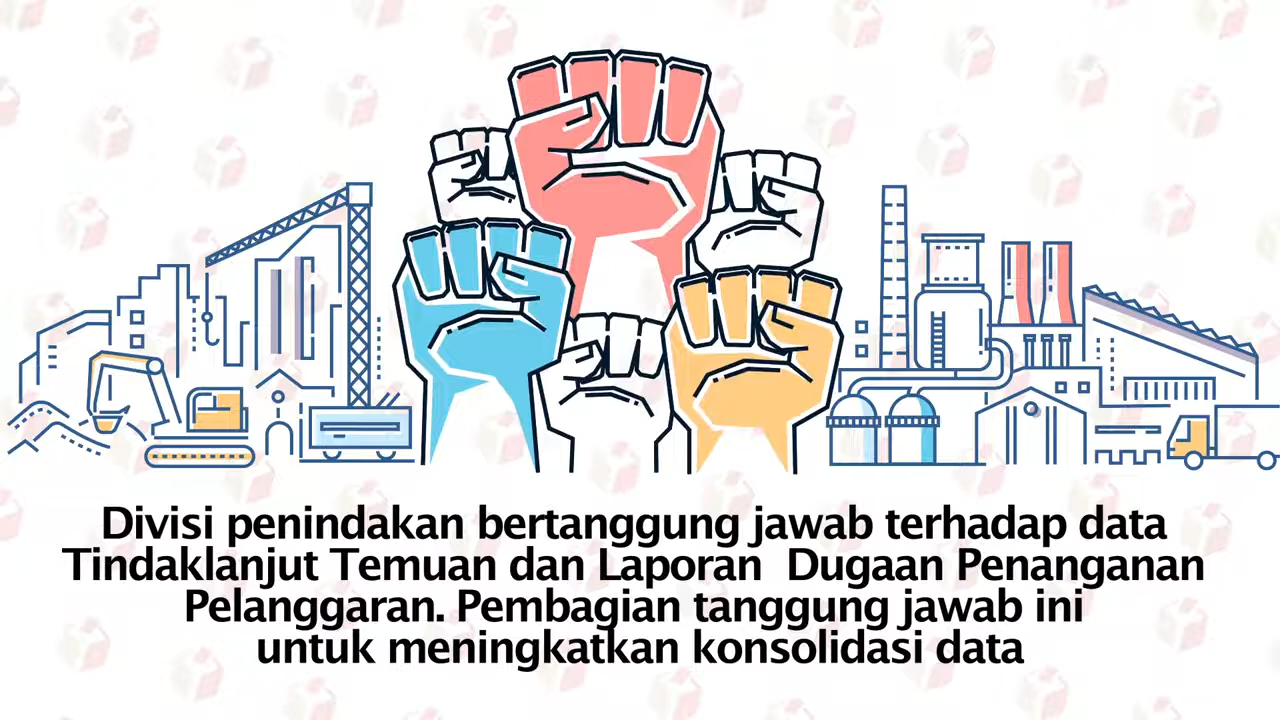 Divisi penindakan bertanggung jawab terhadap data
Tindaklanjut Temuan dan Laporan  Dugaan Penanganan
Pelanggaran. Pembagian tanggung jawab ini
untuk meningkatkan konsolidasi data